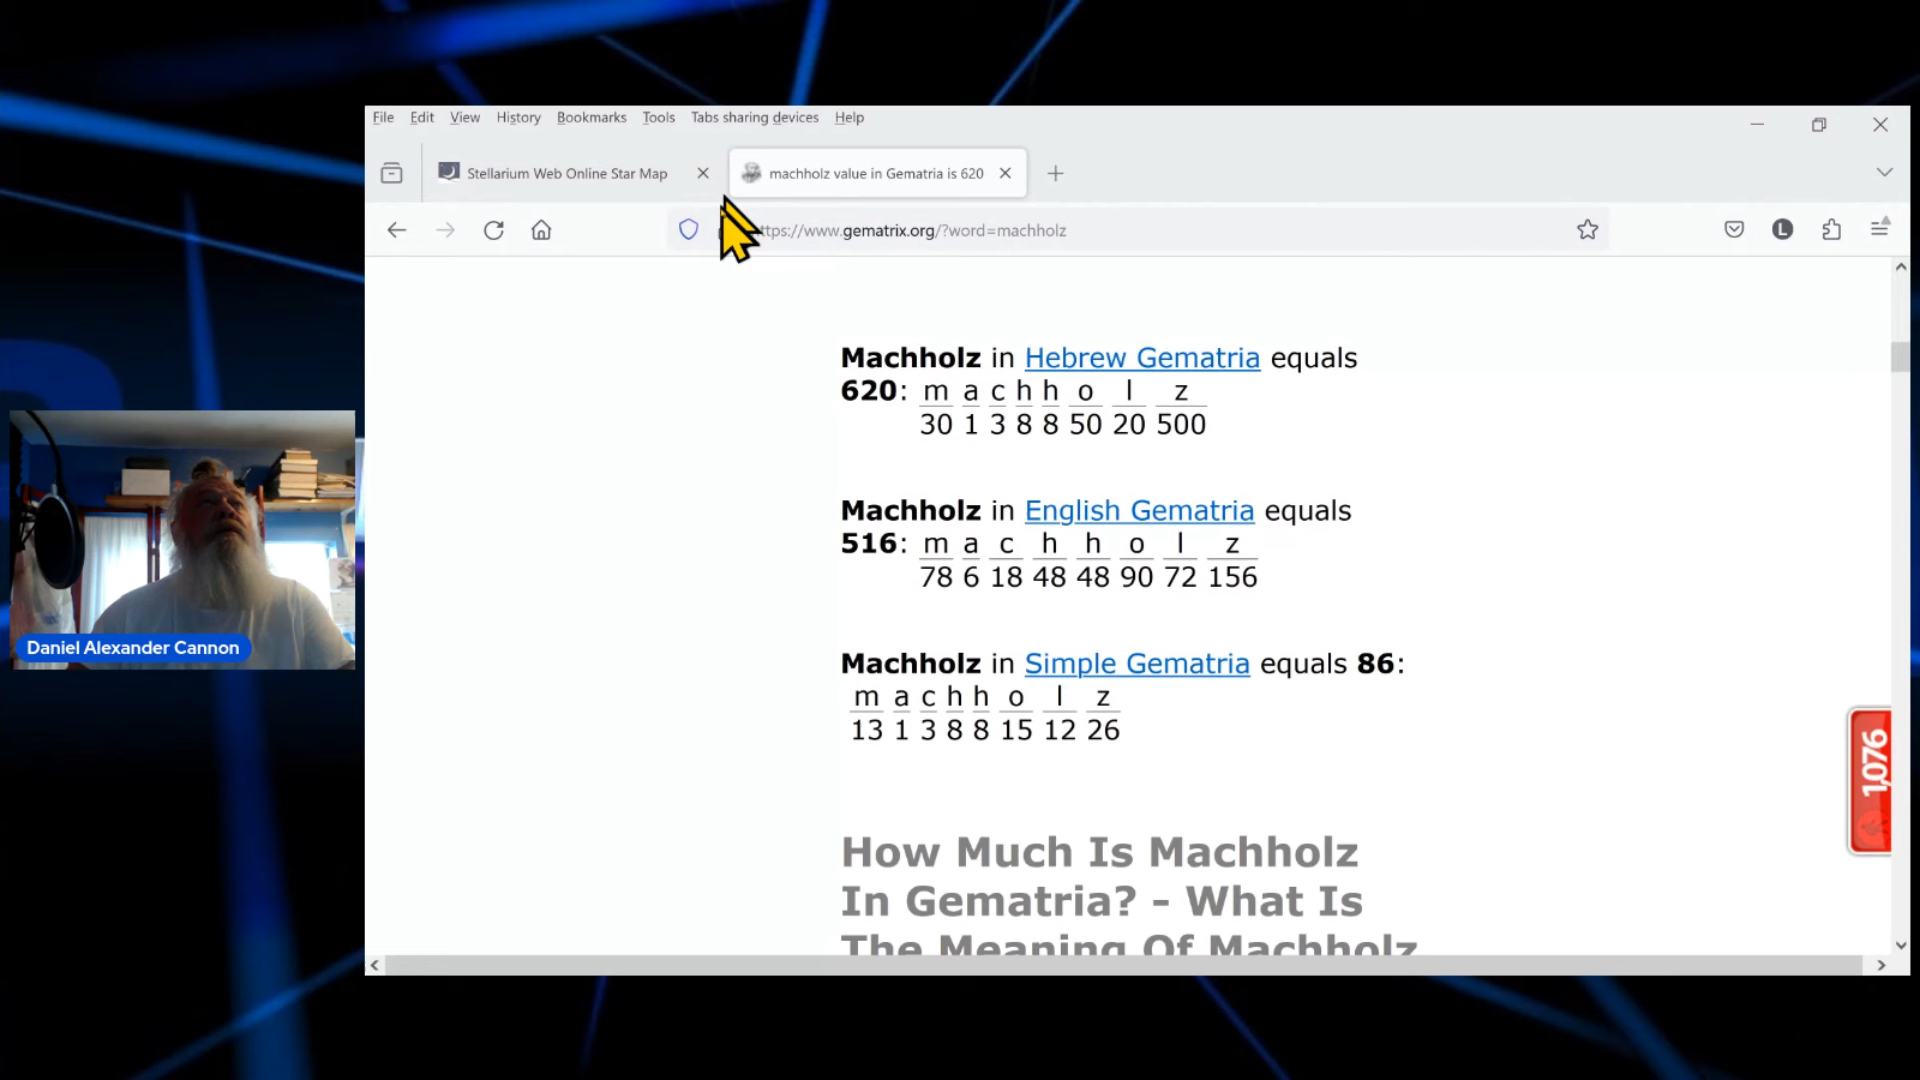 File Edit View History Bookmarks Tools Tabs sharing devices Help
Stellarium Web Online Star Map
machholz value in Gematria is 620
ttps://www.gematrix.org/?word=machholz
L
Machholz in Hebrew Gematria equals
620: m a c h h o l z
30 1 3 8 8 50 20 500
Machholz in English Gematria equals
516: m a c h h o l z
78 6 18 48 48 90 72 156
Machholz in Simple Gematria equals 86:
m a c h h o l z
13 1 3 8 8 15 12 26
How Much Is Machholz
In Gematria? - What Is
The Meaning Of Machholz
1,076
Daniel Alexander Cannon